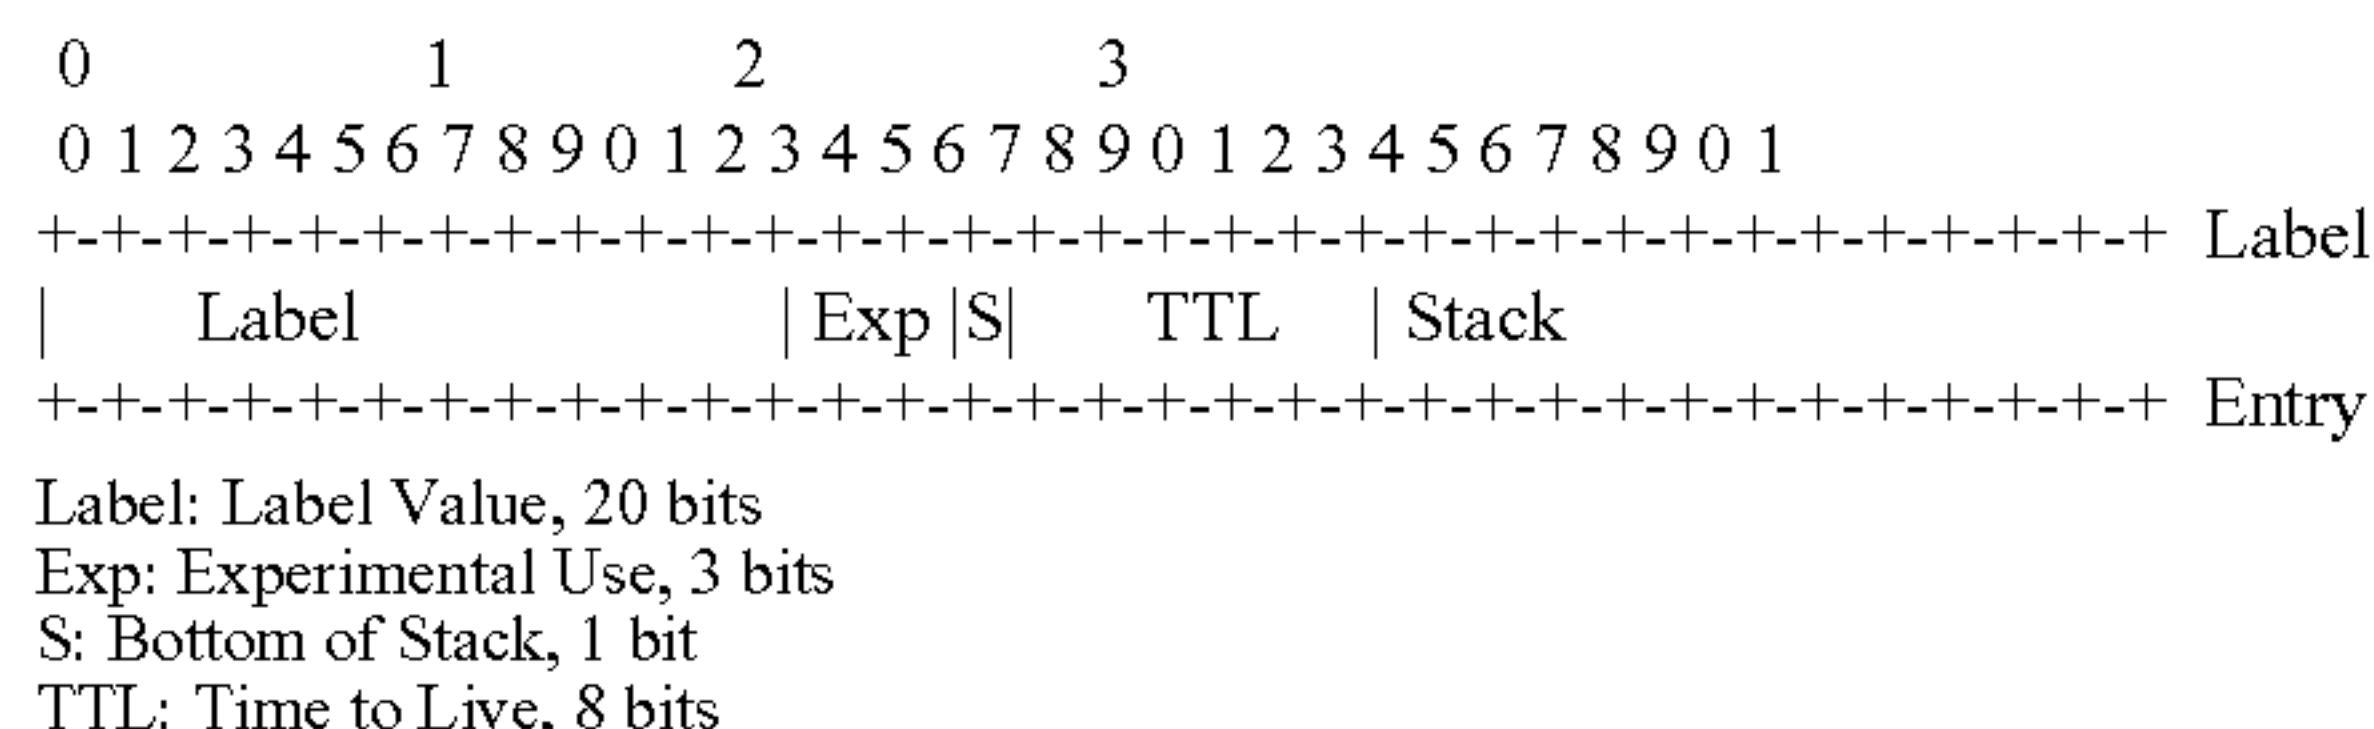 0 1 2 3
0 1 2 3 4 5 6 7 8 9 0 1 2 3 4 5 6 7 8 9 0 1 2 3 4 5 6 7 8 9 0 1
+-+-+-+-+-+-+-+-+-+-+-+-+-+-+-+-+-+-+-+-+-+-+-+-+-+-+-+-+-+-+-+-+ Label
| Label | Exp |S| TTL | Stack
+-+-+-+-+-+-+-+-+-+-+-+-+-+-+-+-+-+-+-+-+-+-+-+-+-+-+-+-+-+-+-+-+ Entry
Label: Label Value, 20 bits
Exp: Experimental Use, 3 bits
S: Bottom of Stack, 1 bit
TTL: Time to Live, 8 bits